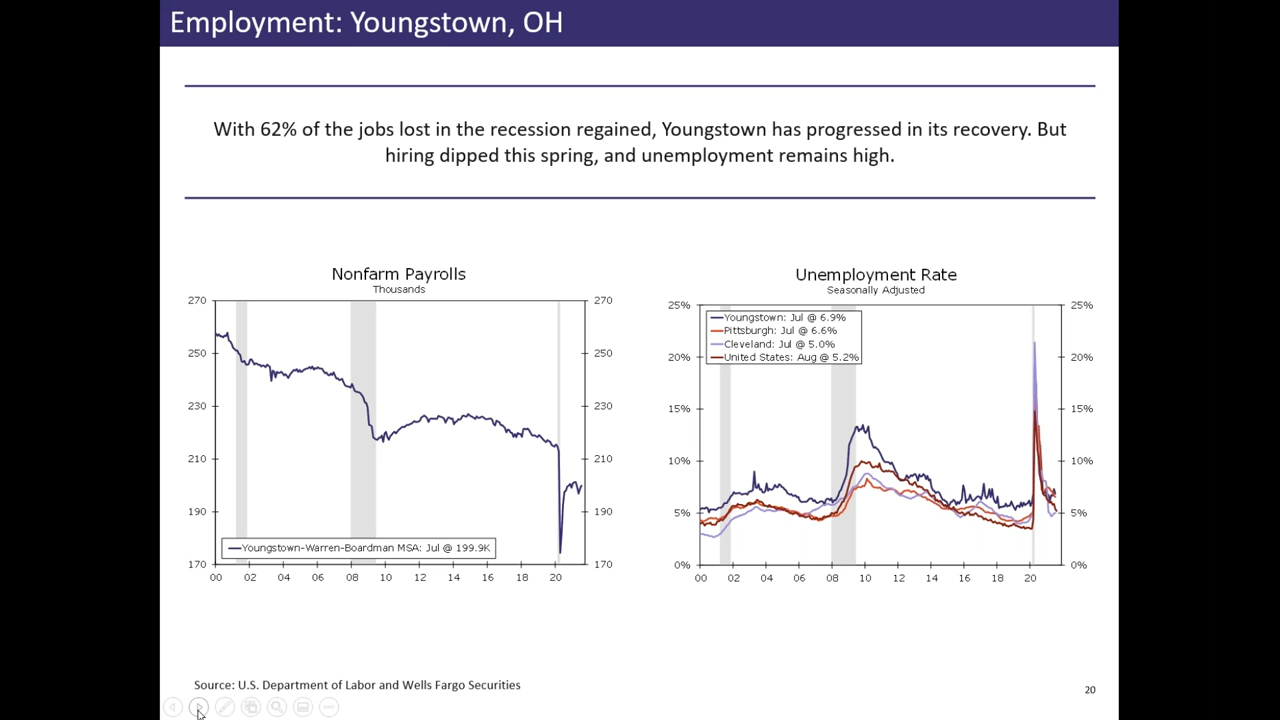 Employment: Youngstown, OH
With 62% of the jobs lost in the recession regained, Youngstown has progressed in its recovery. But
hiring dipped this spring, and unemployment remains high.
Nonfarm Payrolls
Thousands
270
250
230
210
190
170
270
250
230
210
190
170
Youngstown-Warren-Boardman MSA: Jul @ 199.9K
00 02 04 06 08 10 12 14 16 18 20
Unemployment Rate
Seasonally Adjusted
25%
20%
15%
10%
5%
0%
25%
20%
15%
10%
5%
0%
Youngstown: Jul @ 6.9%
Pittsburgh: Jul @ 6.6%
Cleveland: Jul @ 5.0%
United States: Aug @ 5.2%
00 02 04 06 08 10 12 14 16 18 20
Source: U.S. Department of Labor and Wells Fargo Securities
20